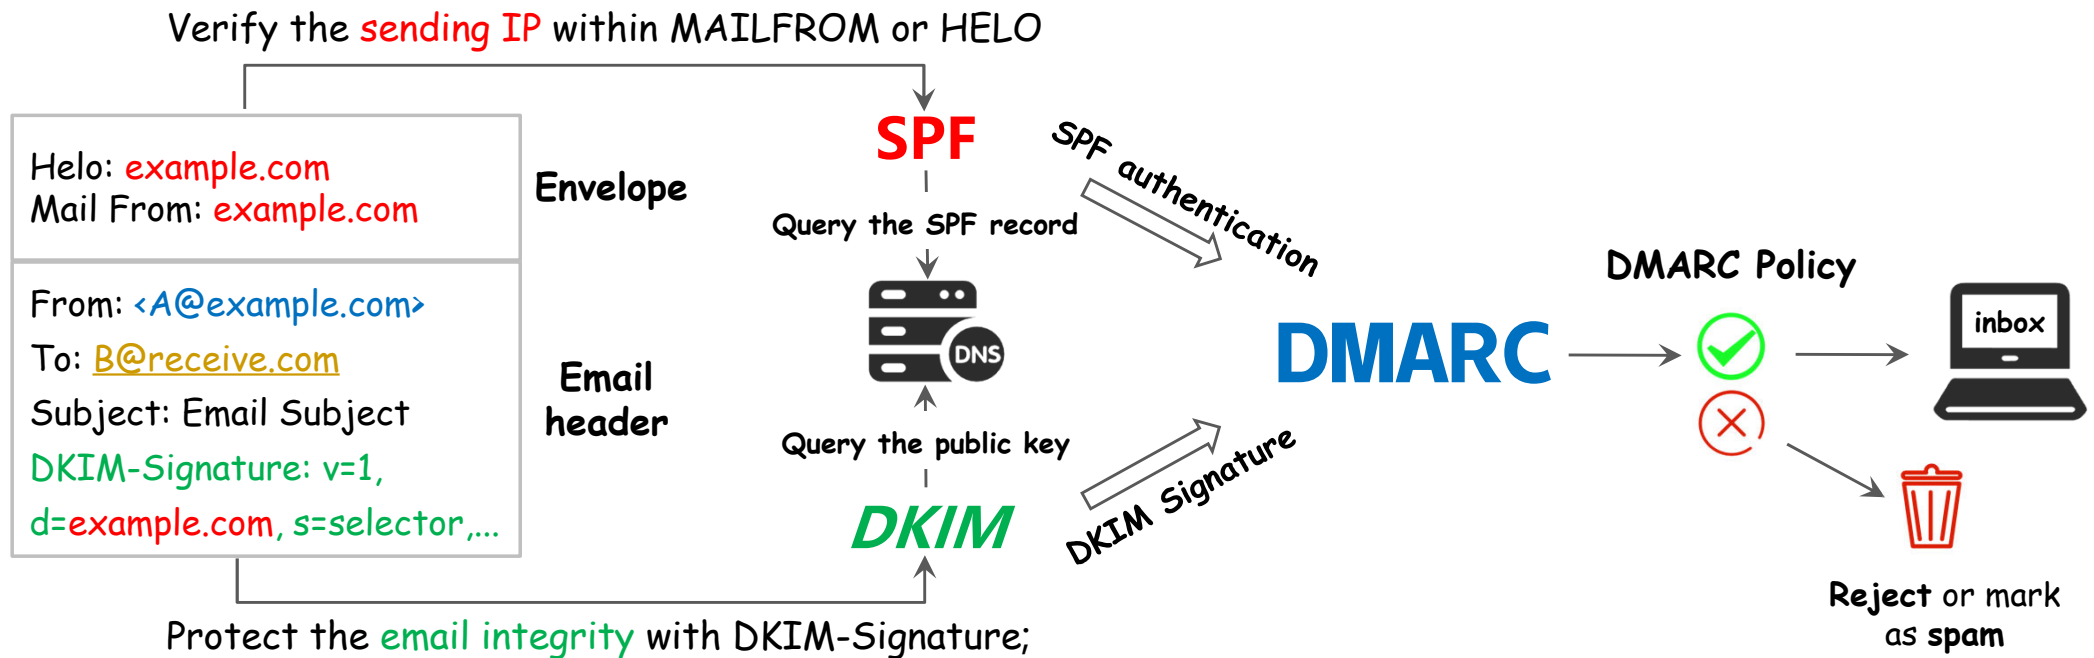 Verify the sending IP within MAILFROM or HELO
Helo: example.com
Mail From: example.com
Envelope
From: <A@example.com>
To: B@receive.com
Subject: Email Subject
DKIM-Signature: v=1,
d=example.com, s=selector,...
Email
header
SPF
Query the SPF record
DNS
Query the public key
DKIM
SPF authentication
DKIM Signature
DMARC
DMARC Policy
inbox
Reject or mark
as spam
Protect the email integrity with DKIM-Signature;